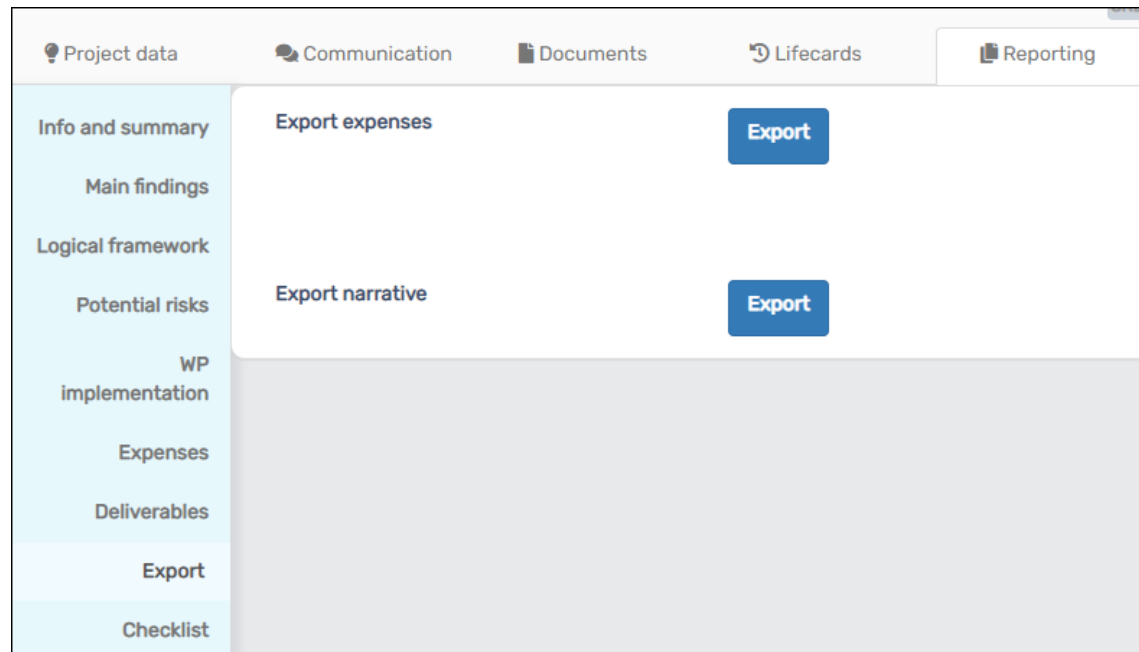 Project data
Communication
Documents
Lifecards
Reporting
Info and summary
Main findings
Logical framework
Potential risks
WP
implementation
Expenses
Deliverables
Export
Checklist
Export expenses
Export
Export narrative
Export